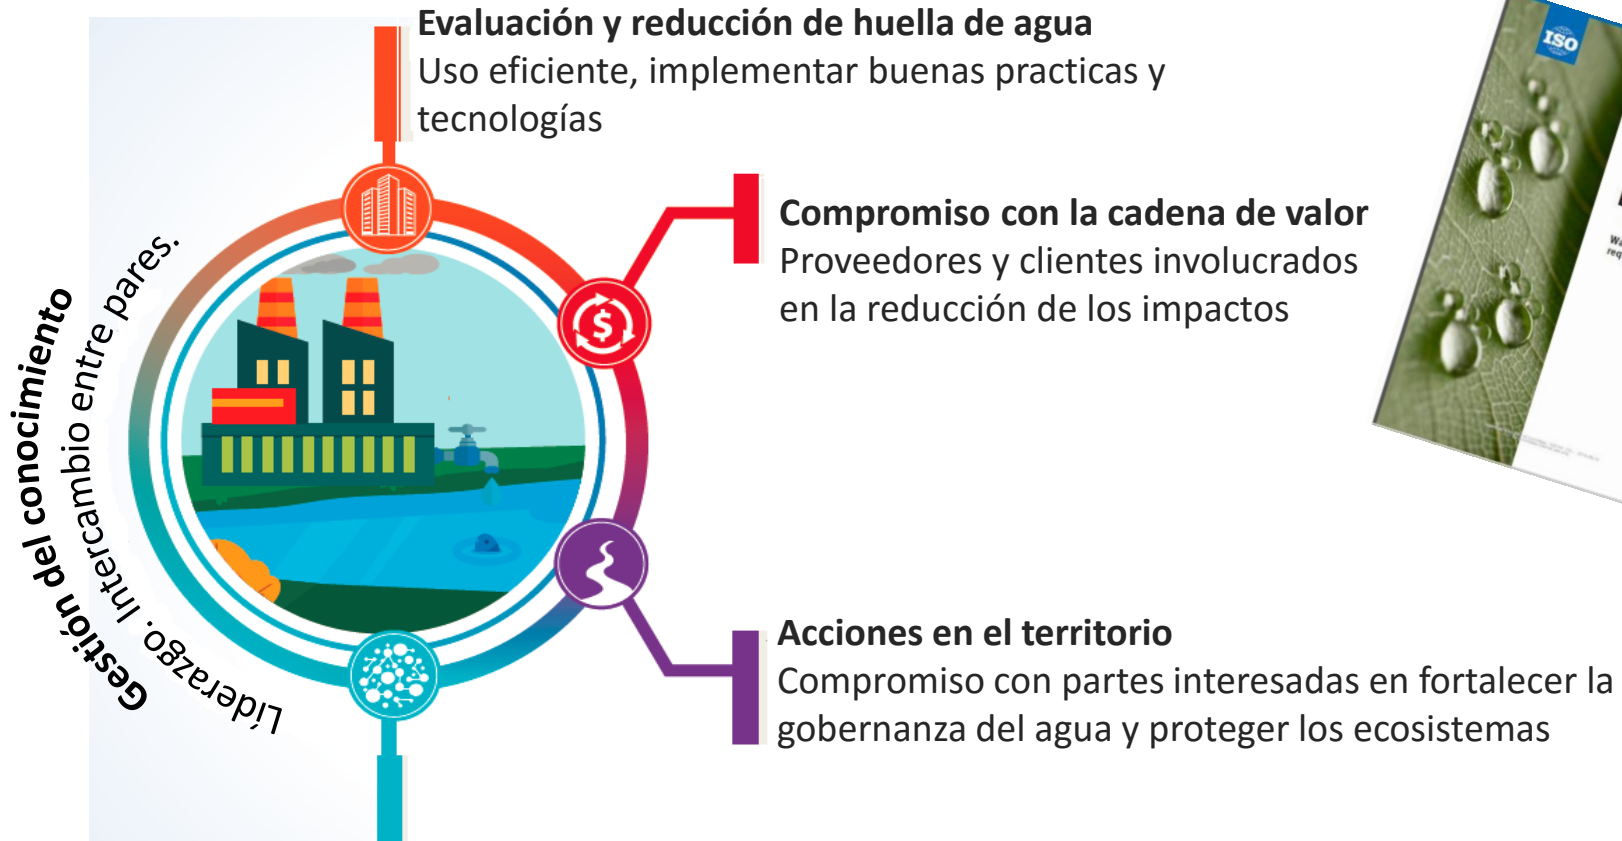 Evaluación y reducción de huella de agua
Uso eficiente, implementar buenas practicas y
tecnologías
ISO
Compromiso con la cadena de valor
Proveedores y clientes involucrados
en la reducción de los impactos
Gestión del conocimiento
Líderazgo. Intercambio entre pares.
$
Acciones en el territorio
Compromiso con partes interesadas en fortalecer la
gobernanza del agua y proteger los ecosistemas